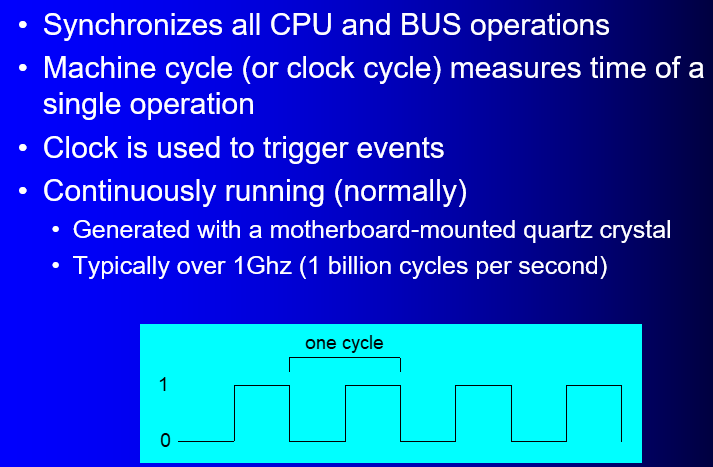 • Synchronizes all CPU and BUS operations
• Machine cycle (or clock cycle) measures time of a
single operation
• Clock is used to trigger events
• Continuously running (normally)
• Generated with a motherboard-mounted quartz crystal
• Typically over 1Ghz (1 billion cycles per second)
one cycle
1
0